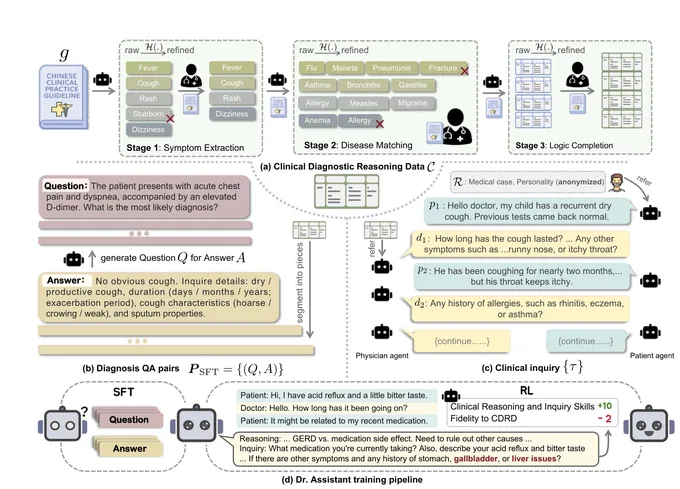 g
CHINESE
CLINICAL
PRACTICE
GUIDELINE
raw H(.) refined
Fever
Cough
Rash
Stubborn
Dizziness
Fever
Cough
Rash
Dizziness
Stage 1: Symptom Extraction
raw H(.) refined
Flu Malaria Pneumonia Fracture
Asthma Bronchitis Gastritis
Allergy Measles Migraine
Anemia Allergy
Stage 2: Disease Matching
raw H(.) refined
Stage 3: Logic Completion
(a) Clinical Diagnostic Reasoning Data C
Question: The patient presents with acute chest
pain and dyspnea, accompanied by an elevated
D-dimer. What is the most likely diagnosis?
generate Question Q for Answer A
Answer: No obvious cough. Inquire details: dry /
productive cough, duration (days / months / years;
exacerbation period), cough characteristics (hoarse /
crowing / weak), and sputum properties.
segment into pieces
(b) Diagnosis QA pairs P_SFT = {(Q, A)}
R : Medical case, Personality (anonymized)
refer
p1 : Hello doctor, my child has a recurrent dry
cough. Previous tests came back normal.
refer
d1 : How long has the cough lasted? ... Any other
symptoms such as ...runny nose, or itchy throat?
p2 : He has been coughing for nearly two months,...
but his throat keeps itchy.
d2 : Any history of allergies, such as rhinitis, eczema,
or asthma?
{continue......}
{continue......}
Physician agent
Patient agent
(c) Clinical inquiry {τ}
SFT
?
Question
Answer
Patient: Hi, I have acid reflux and a little bitter taste.
Doctor: Hello. How long has it been going on?
Patient: It might be related to my recent medication.
RL
Clinical Reasoning and Inquiry Skills +10
Fidelity to CDRD - 2
Reasoning: ... GERD vs. medication side effect. Need to rule out other causes ...
Inquiry: What medication you're currently taking? Also, describe your acid reflux and bitter taste
... If there are other symptoms and any history of stomach, gallbladder, or liver issues?
(d) Dr. Assistant training pipeline